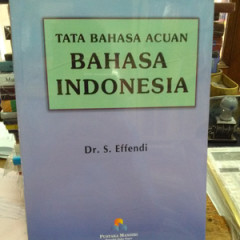 TATA BAHASA ACUAN
BAHASA
INDONESIA
Dr. S. Effendi